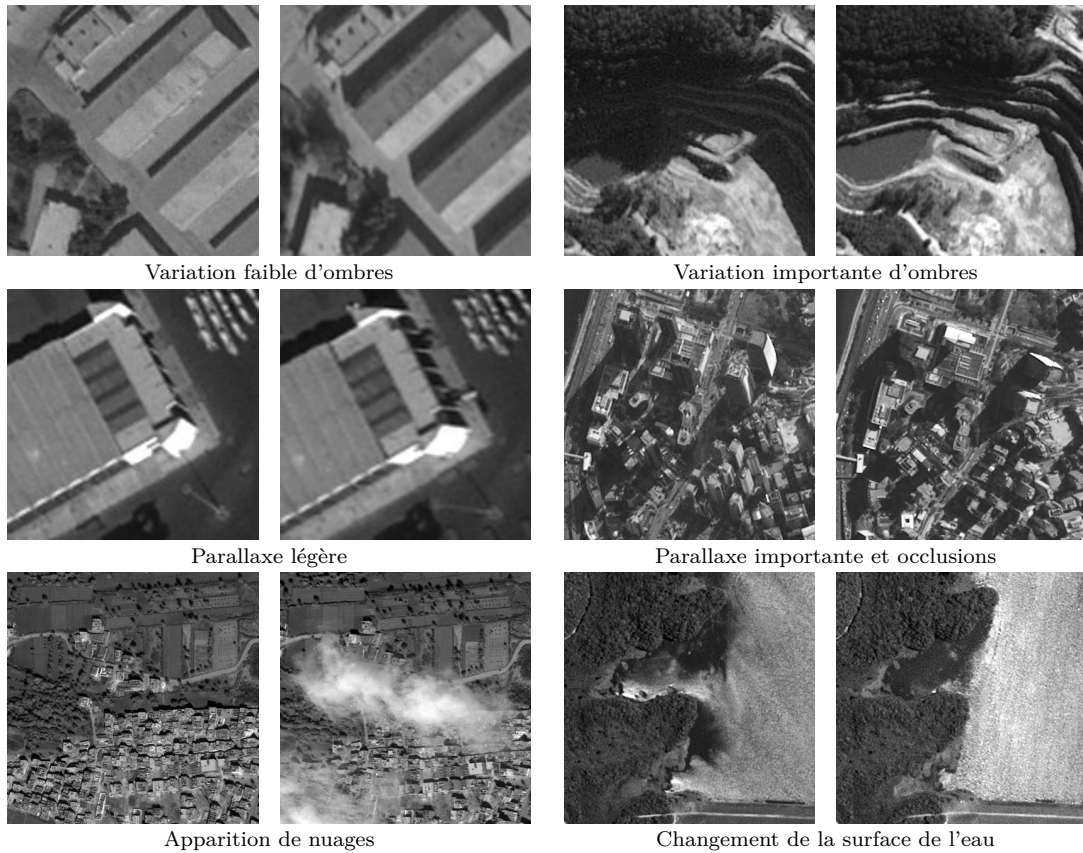 Variation faible d'ombres
Variation importante d'ombres
Parallaxe légère
Parallaxe importante et occlusions
Apparition de nuages
Changement de la surface de l'eau